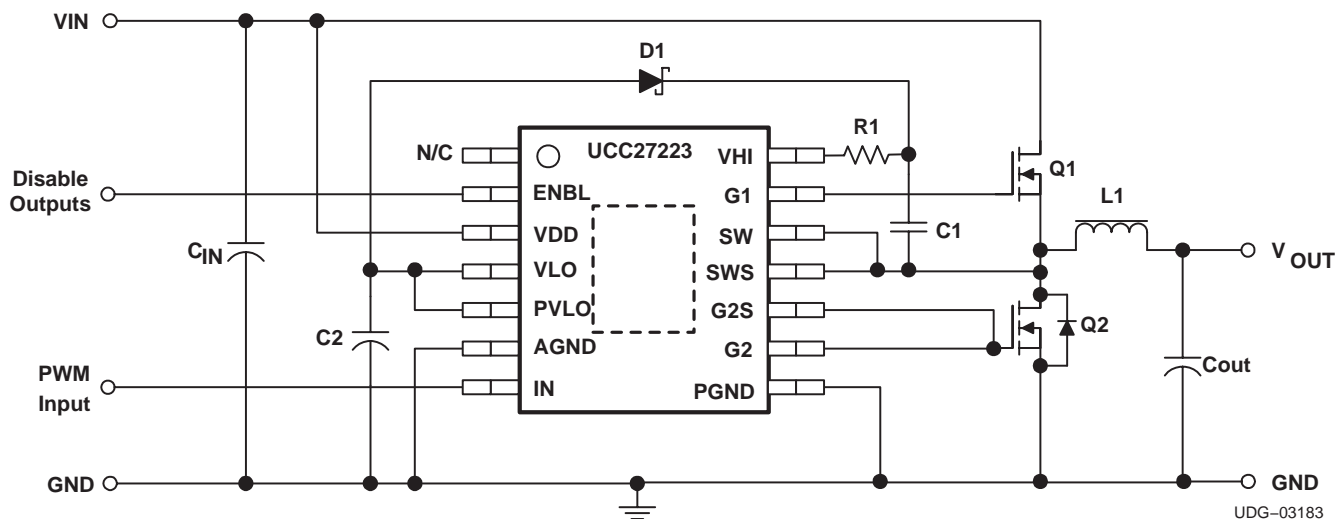 VIN
D1
UCC27223
R1
N/C
VHI
Q1
Disable
Outputs
ENBL
G1
L1
VDD
SW
C1
CIN
VLO
SWS
VOUT
PVLO
G2S
Q2
C2
AGND
G2
PWM
Input
IN
PGND
Cout
GND
GND
UDG–03183